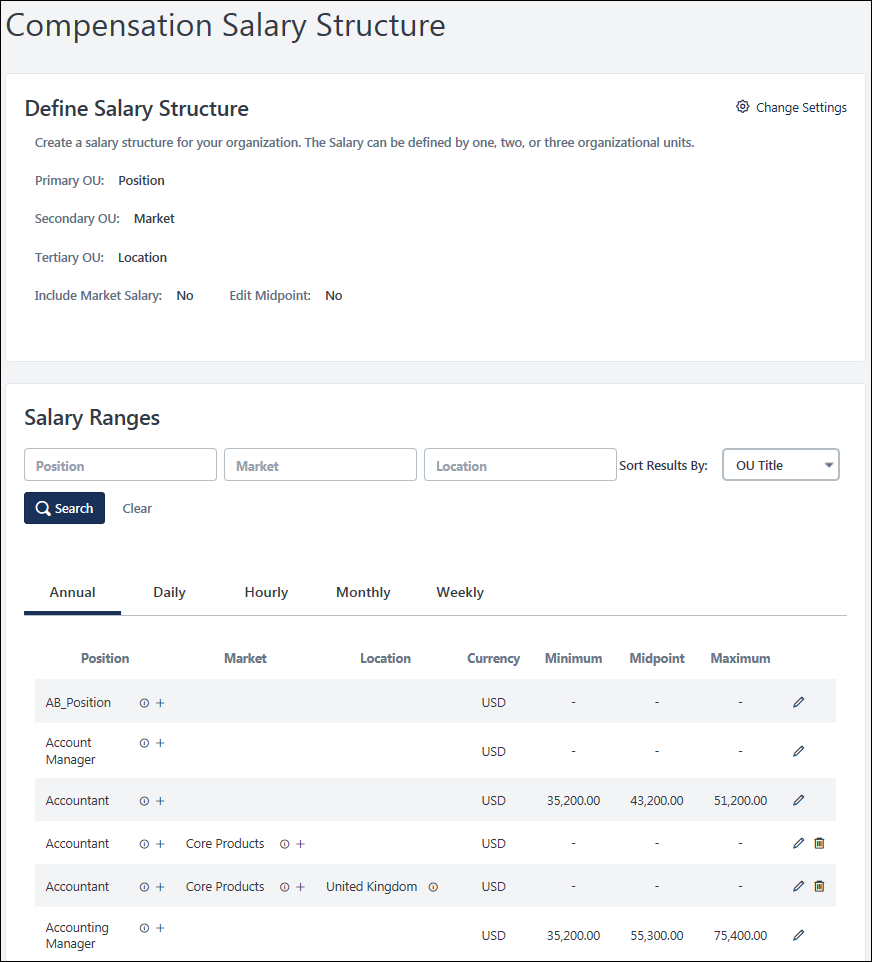 Compensation Salary Structure
Define Salary Structure
Change Settings
Create a salary structure for your organization. The Salary can be defined by one, two, or three organizational units.
Primary OU: Position
Secondary OU: Market
Tertiary OU: Location
Include Market Salary: No Edit Midpoint: No
Salary Ranges
Position Market Location Sort Results By: OU Title
Search Clear
Annual Daily Hourly Monthly Weekly
Position Market Location Currency Minimum Midpoint Maximum
AB_Position USD - - -
Account
Manager USD - - -
Accountant USD 35,200.00 43,200.00 51,200.00
Accountant Core Products USD - - -
Accountant Core Products United Kingdom USD - - -
Accounting
Manager USD 35,200.00 55,300.00 75,400.00